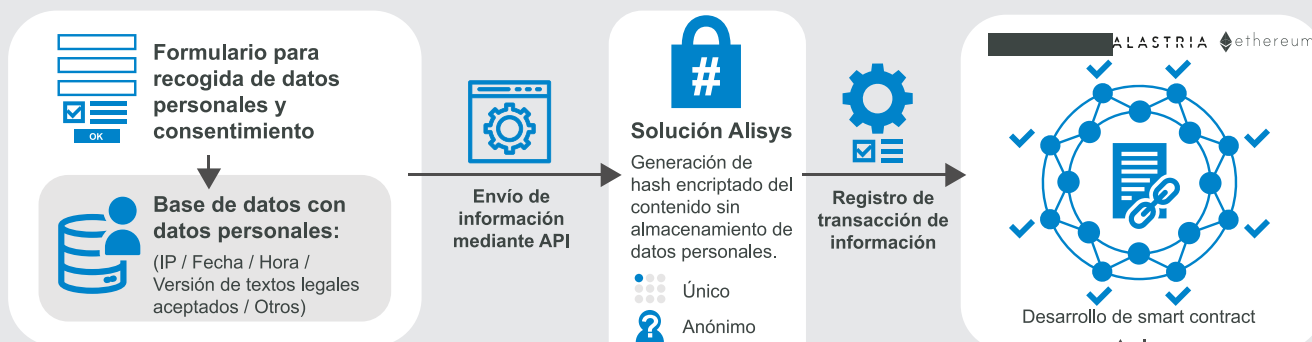 Formulario para
recogida de datos
personales y
consentimiento
OK
Base de datos con
datos personales:
(IP / Fecha / Hora /
Versión de textos legales
aceptados / Otros)
Envío de
información
mediante API
#
Solución Alisys
Generación de
hash encriptado del
contenido sin
almacenamiento de
datos personales.
Único
Anónimo
Registro de
transacción de
información
ALASTRIA ethereum
Desarrollo de smart contract